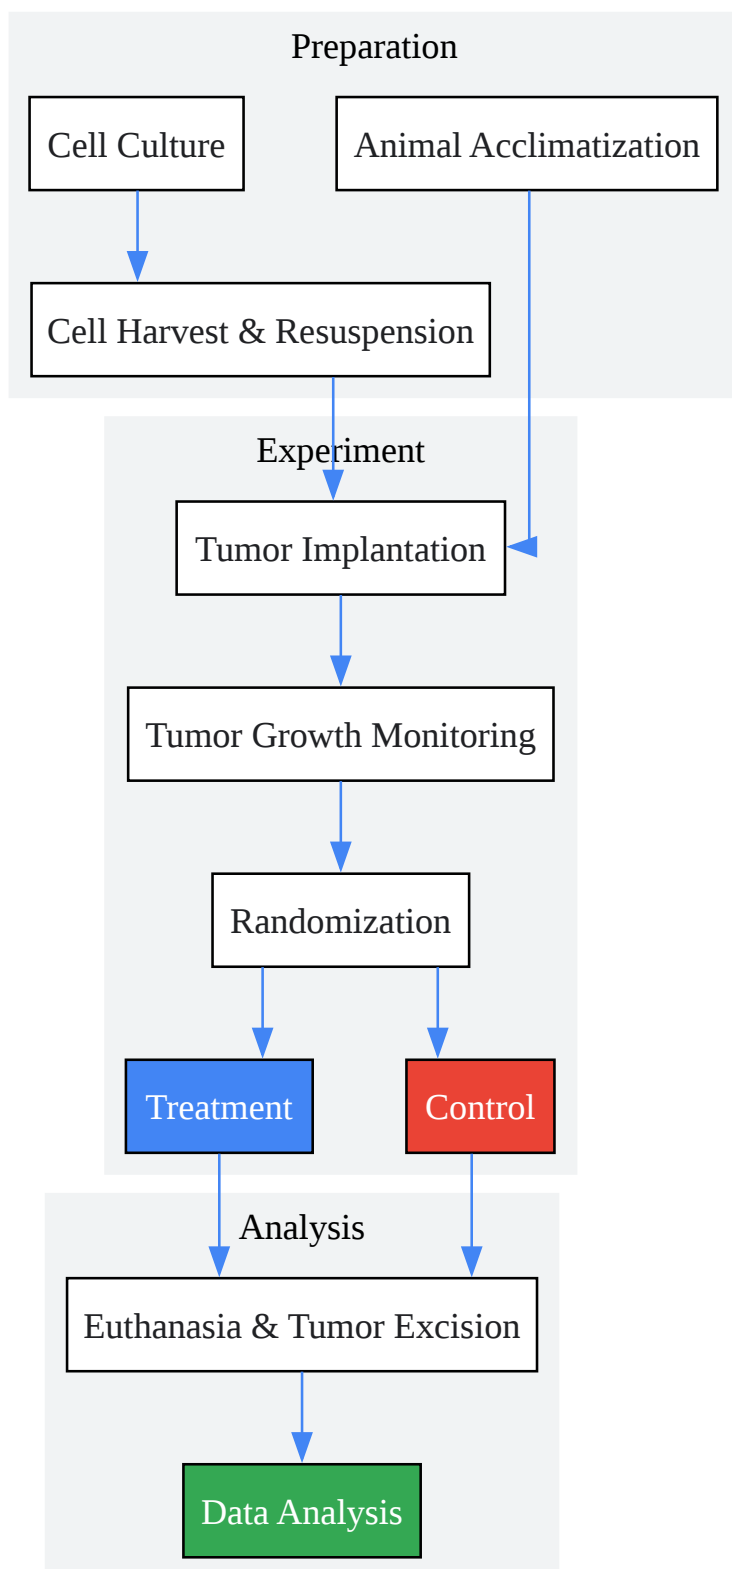 Preparation
Cell Culture
Animal Acclimatization
Cell Harvest & Resuspension
Experiment
Tumor Implantation
Tumor Growth Monitoring
Randomization
Treatment
Control
Analysis
Euthanasia & Tumor Excision
Data Analysis